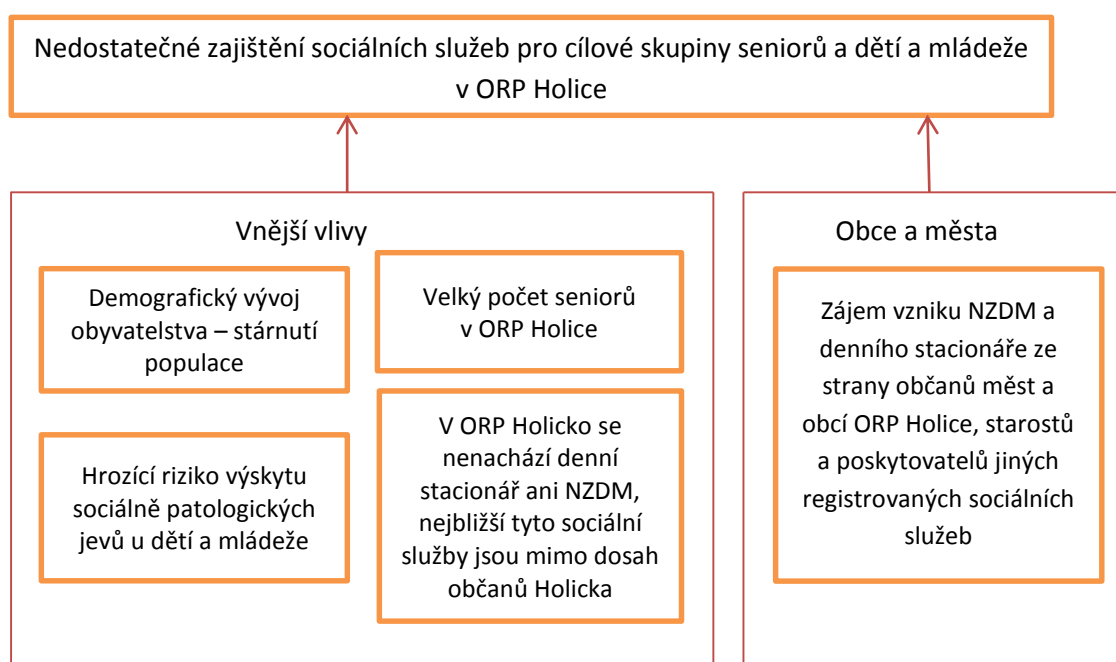 Nedostatečné zajištění sociálních služeb pro cílové skupiny seniorů a dětí a mládeže
v ORP Holice
Vnější vlivy
Demografický vývoj
obyvatelstva – stárnutí
populace
Velký počet seniorů
v ORP Holice
Hrozící riziko výskytu
sociálně patologických
jevů u dětí a mládeže
V ORP Holicko se
nenachází denní
stacionář ani NZDM,
nejbližší tyto sociální
služby jsou mimo dosah
občanů Holicka
Obce a města
Zájem vzniku NZDM a
denního stacionáře ze
strany občanů měst a
obcí ORP Holice, starostů
a poskytovatelů jiných
registrovaných sociálních
služeb